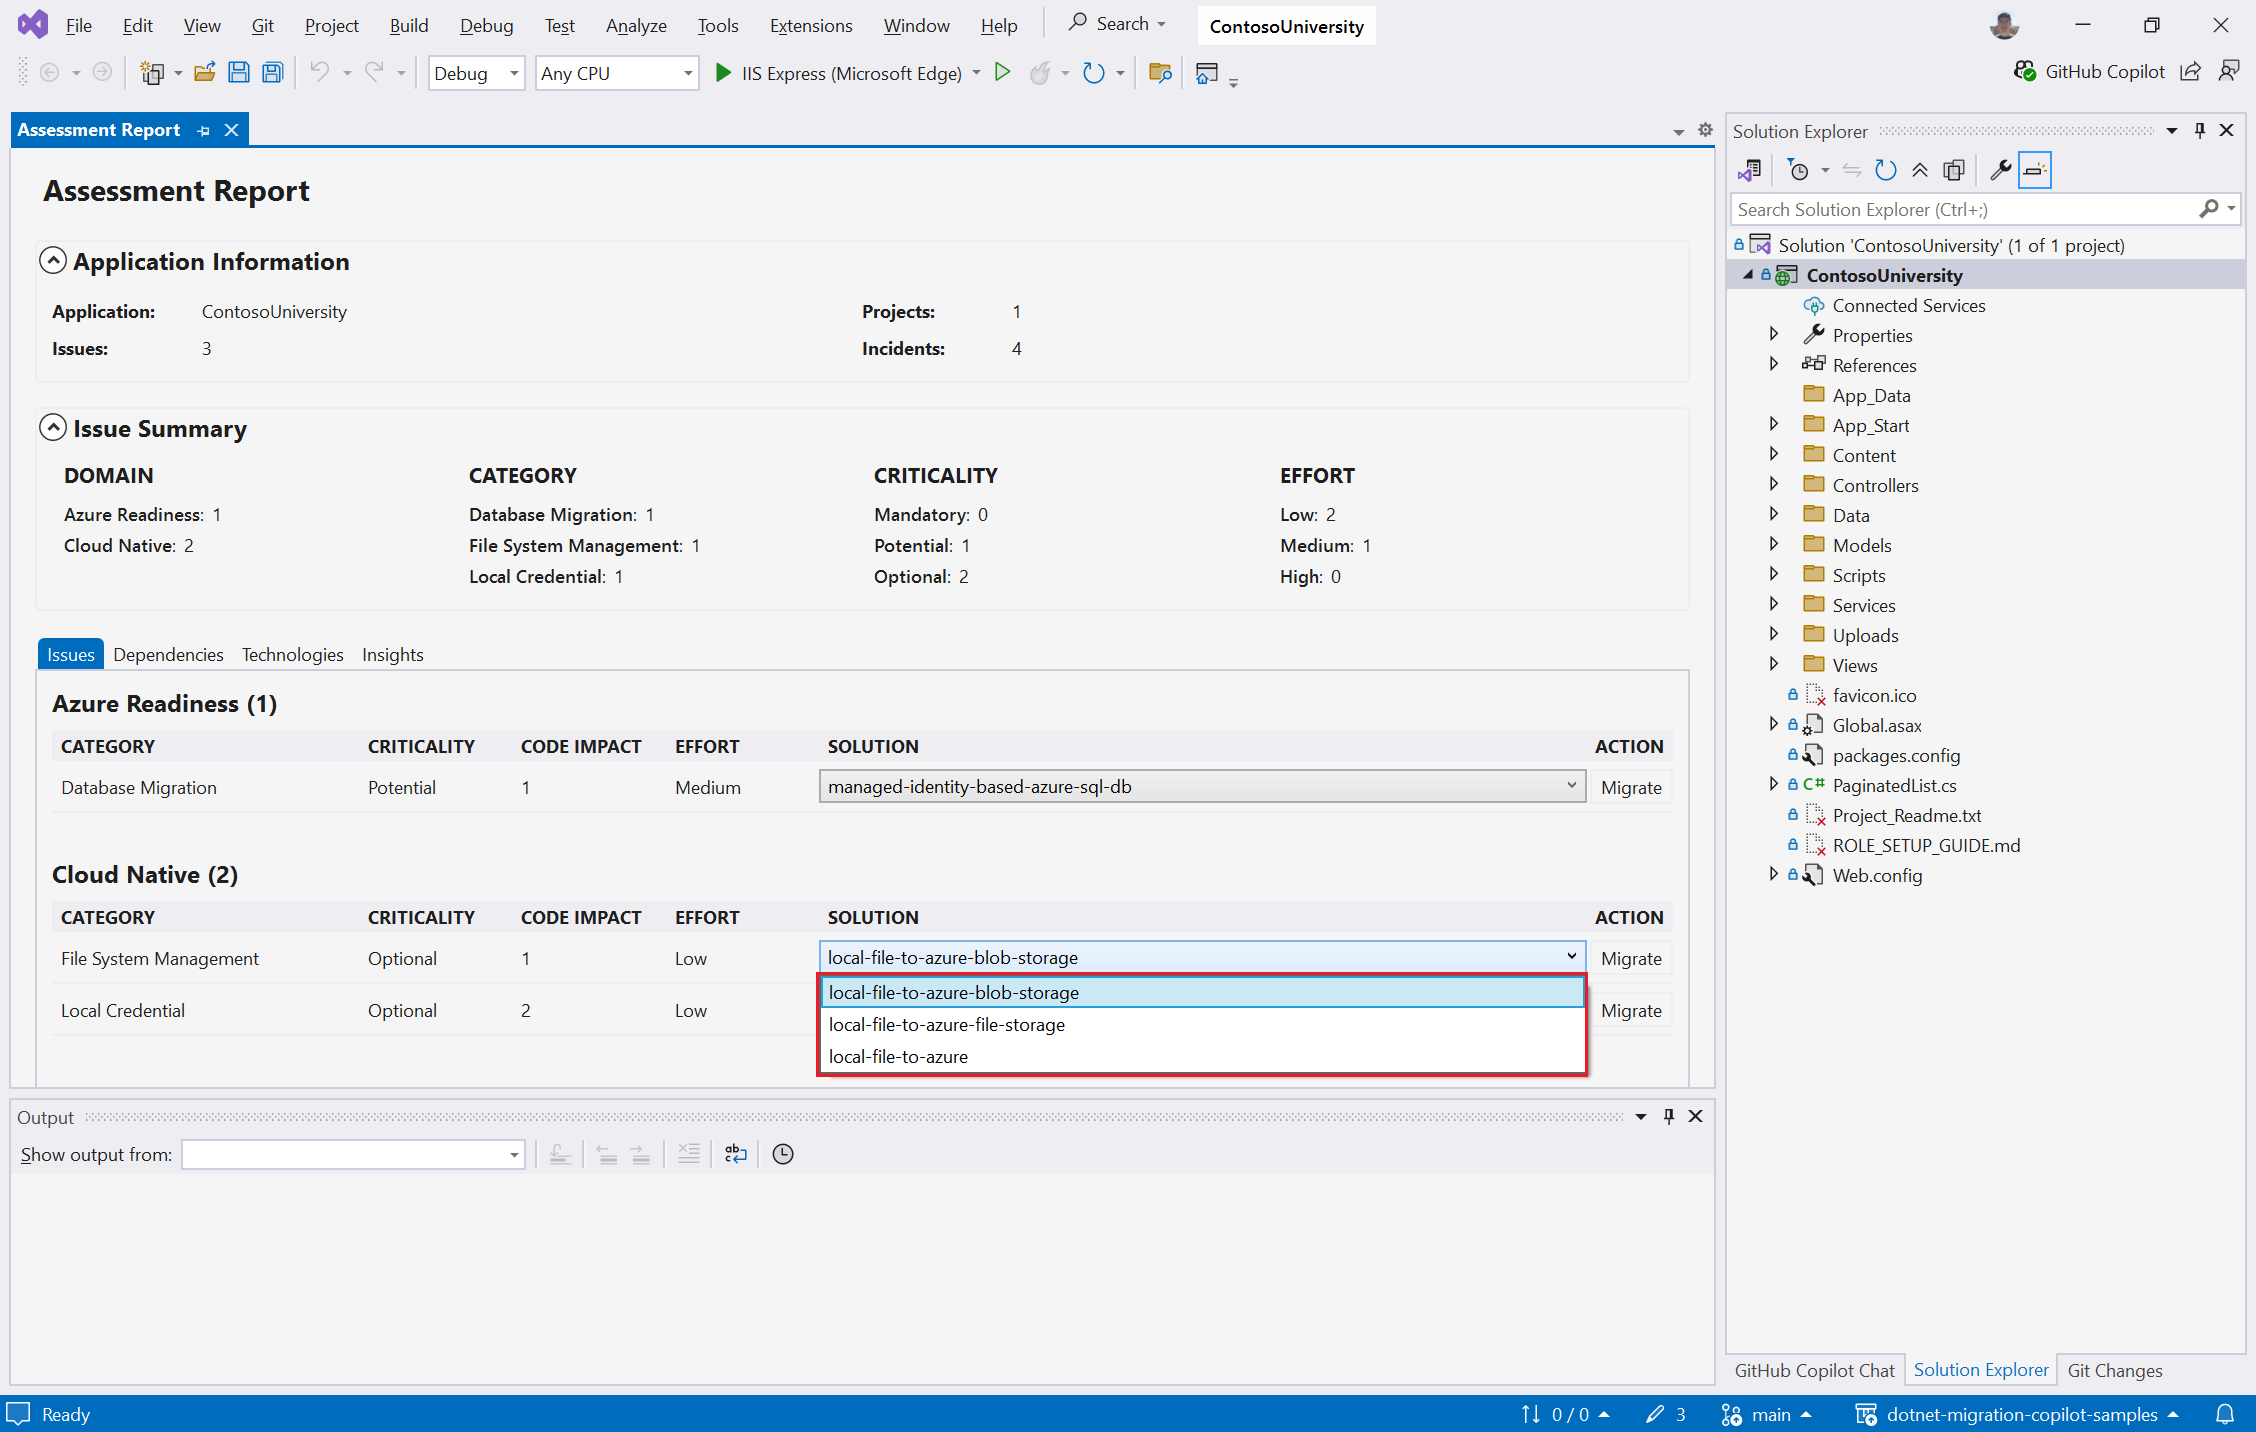 File Edit View Git Project Build Debug Test Analyze Tools Extensions Window Help Search ContosoUniversity
Debug Any CPU IIS Express (Microsoft Edge) GitHub Copilot
Assessment Report
Assessment Report
Application Information
Application: ContosoUniversity Projects: 1
Issues: 3 Incidents: 4
Issue Summary
DOMAIN CATEGORY CRITICALITY EFFORT
Azure Readiness: 1 Database Migration: 1 Mandatory: 0 Low: 2
Cloud Native: 2 File System Management: 1 Potential: 1 Medium: 1
Local Credential: 1 Optional: 2 High: 0
Issues Dependencies Technologies Insights
Azure Readiness (1)
CATEGORY CRITICALITY CODE IMPACT EFFORT SOLUTION ACTION
Database Migration Potential 1 Medium managed-identity-based-azure-sql-db Migrate
Cloud Native (2)
CATEGORY CRITICALITY CODE IMPACT EFFORT SOLUTION ACTION
File System Management Optional 1 Low local-file-to-azure-blob-storage Migrate
local-file-to-azure-blob-storage
Local Credential Optional 2 Low Migrate
local-file-to-azure-file-storage
local-file-to-azure
Output
Show output from:
Solution Explorer
Search Solution Explorer (Ctrl+;)
Solution 'ContosoUniversity' (1 of 1 project)
ContosoUniversity
Connected Services
Properties
References
App_Data
App_Start
Content
Controllers
Data
Models
Scripts
Services
Uploads
Views
favicon.ico
Global.asax
packages.config
C# PaginatedList.cs
Project_Readme.txt
ROLE_SETUP_GUIDE.md
Web.config
GitHub Copilot Chat Solution Explorer Git Changes
Ready 0 / 0 3 main dotnet-migration-copilot-samples